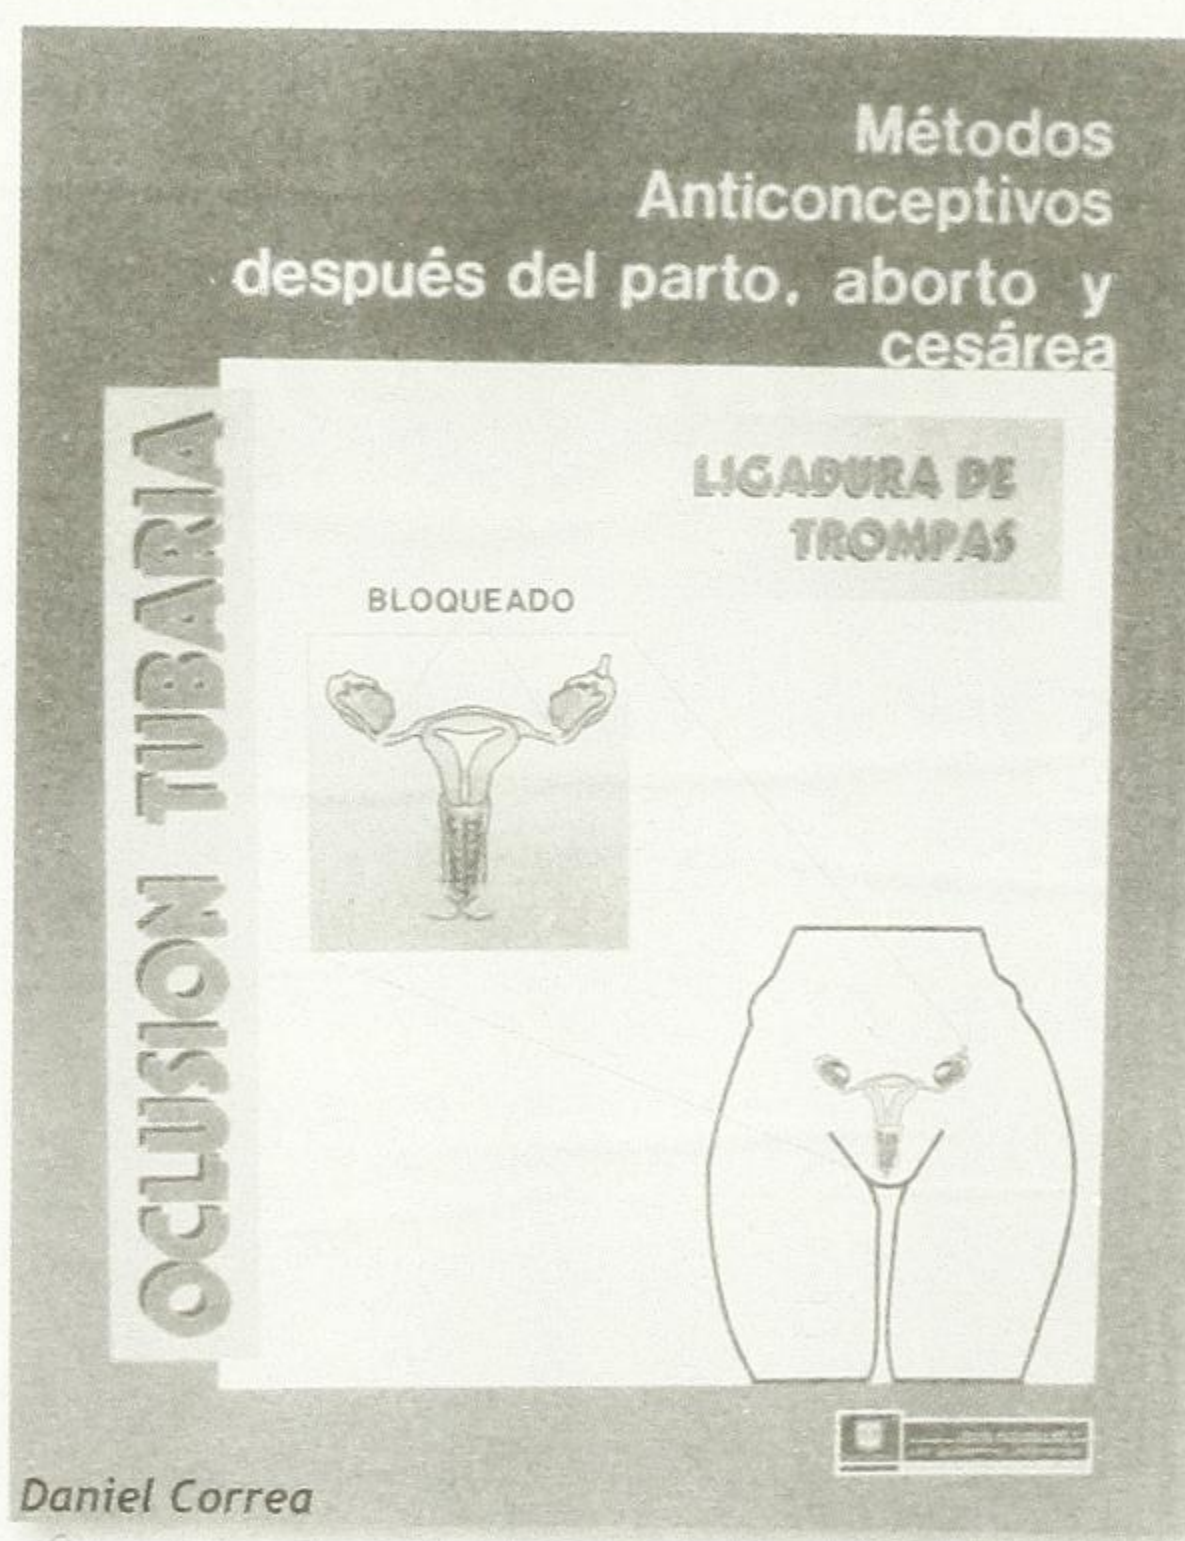 Métodos
Anticonceptivos
después del parto, aborto y
cesárea
OCLUSION TUBARIA
LIGADURA DE
TROMPAS
BLOQUEADO
Daniel Correa